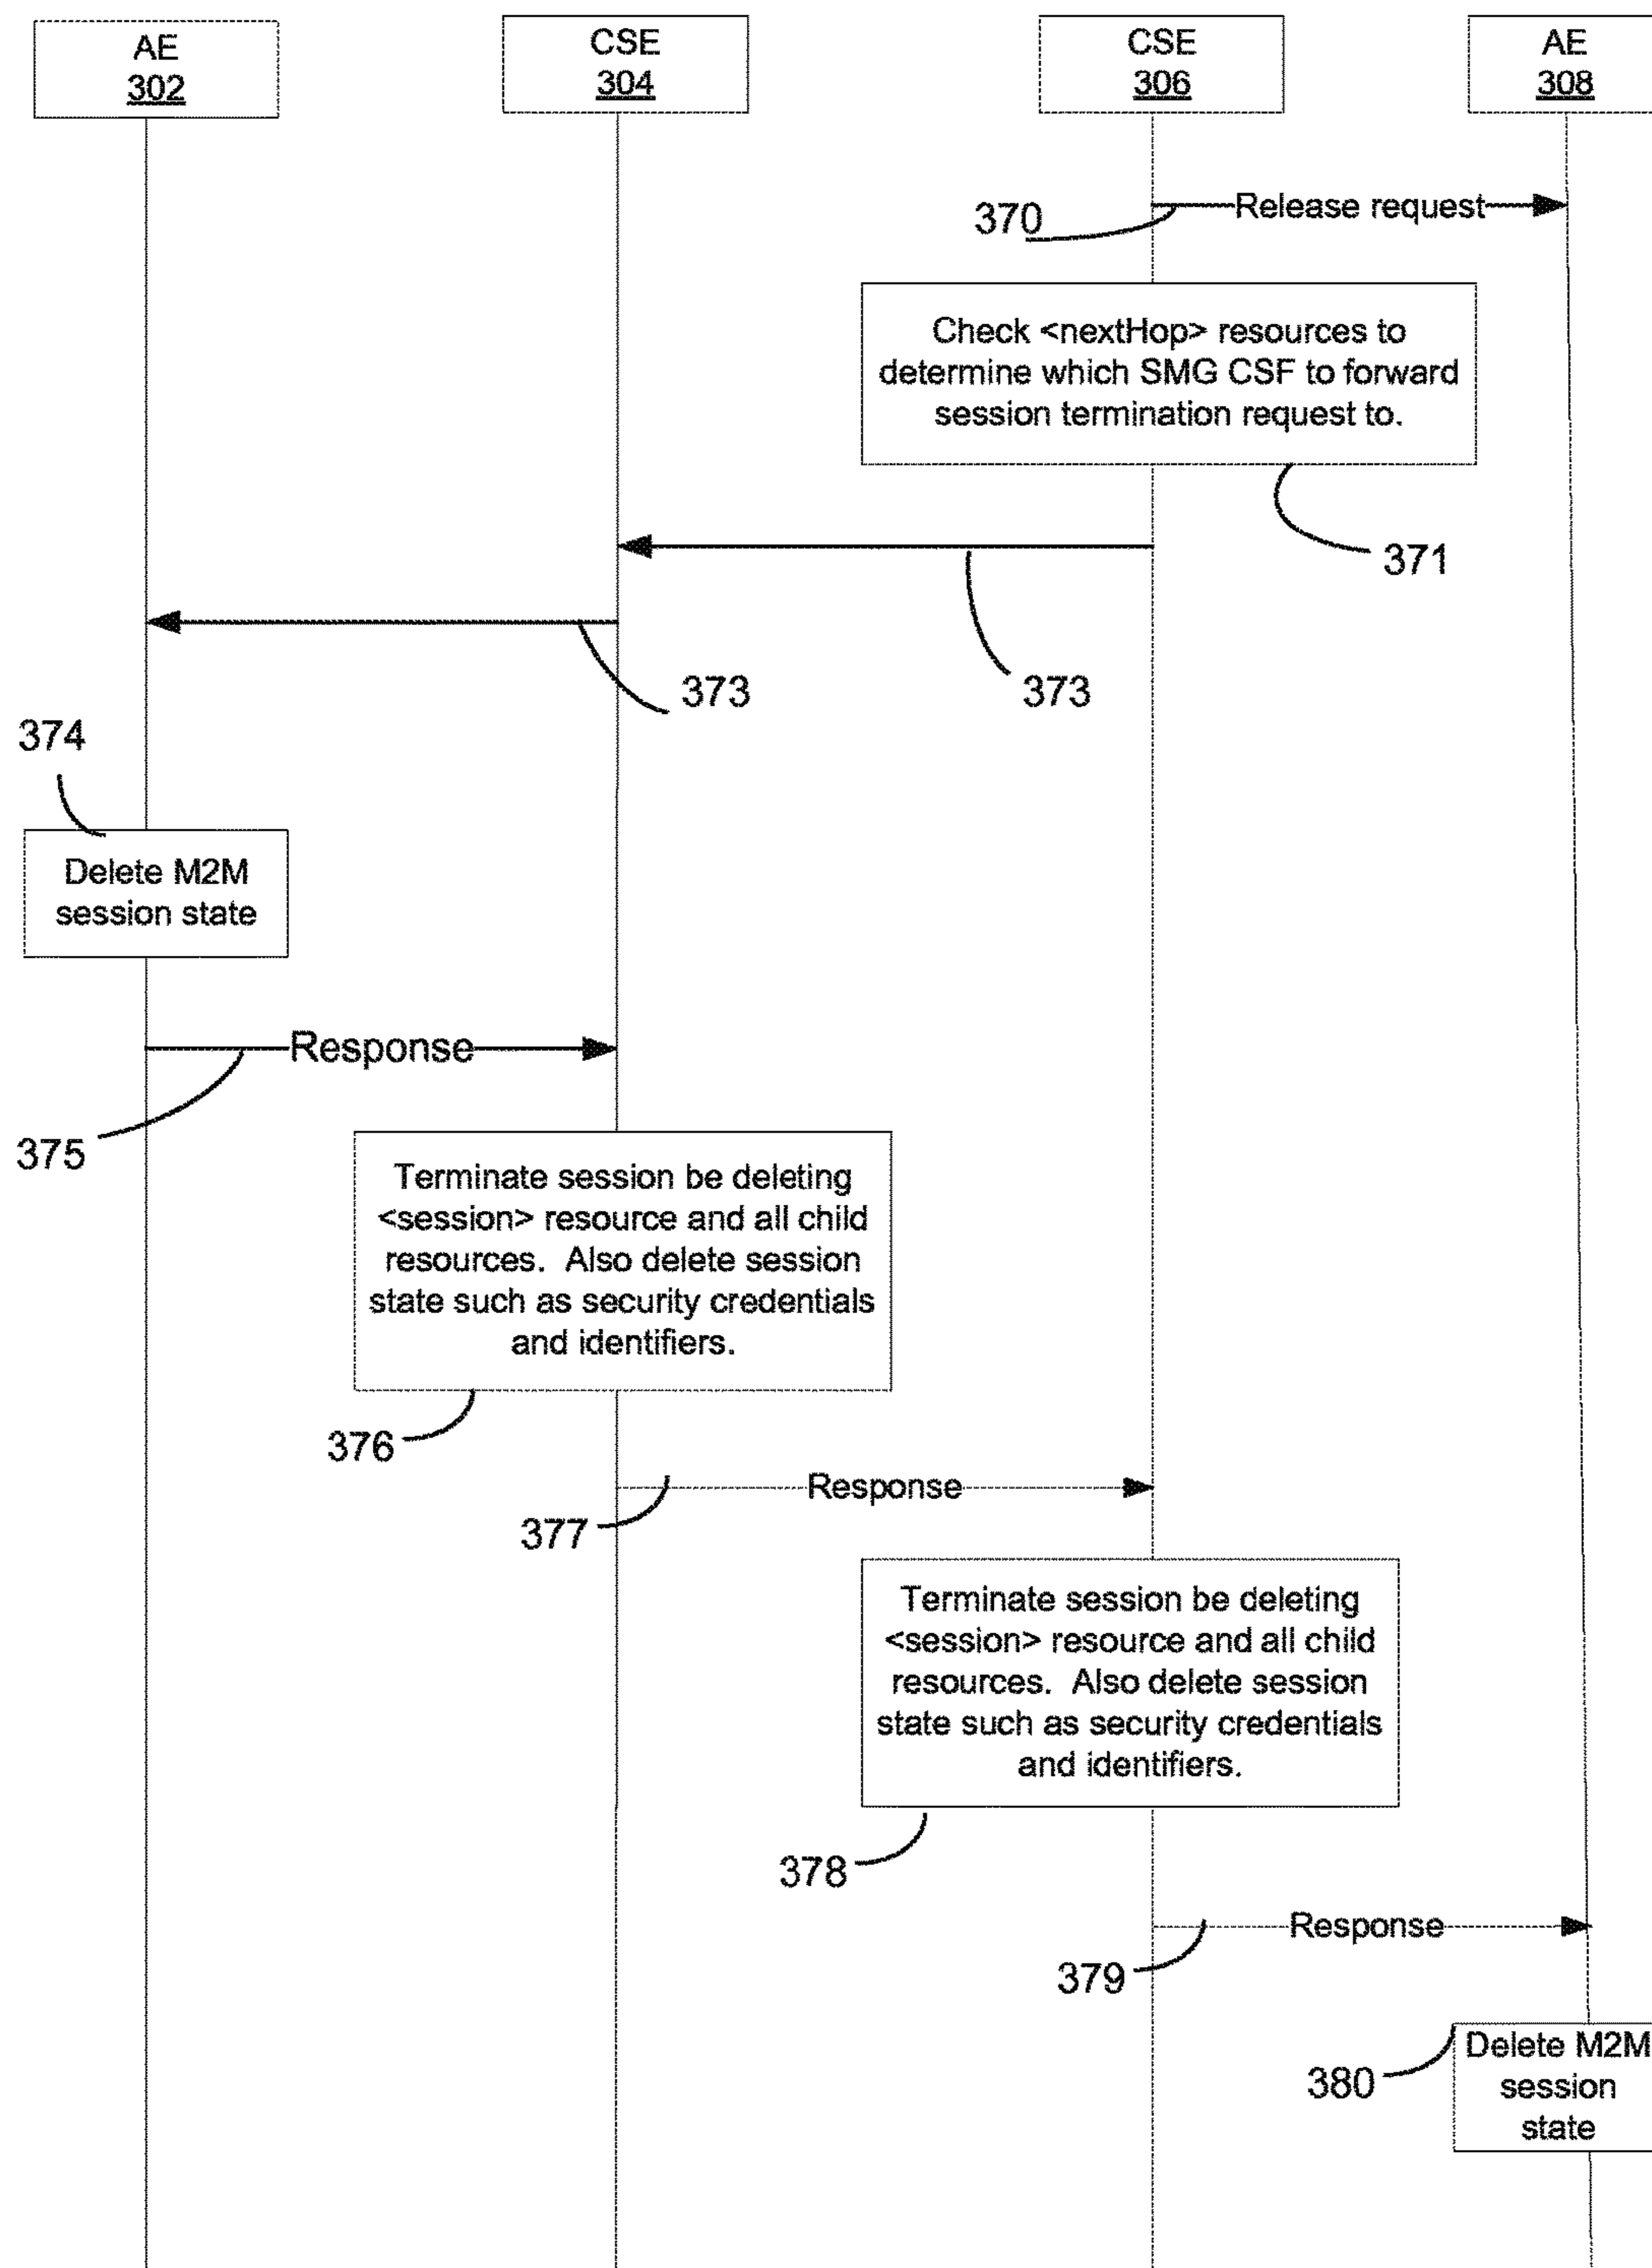 AE
302
CSE
304
CSE
306
AE
308
Release request
370
Check <nextHop> resources to
determine which SMG CSF to forward
session termination request to.
371
373
373
374
Delete M2M
session state
Response
375
Terminate session be deleting
<session> resource and all child
resources. Also delete session
state such as security credentials
and identifiers.
376
Response
377
Terminate session be deleting
<session> resource and all child
resources. Also delete session
state such as security credentials
and identifiers.
378
Response
379
Delete M2M
session
state
380